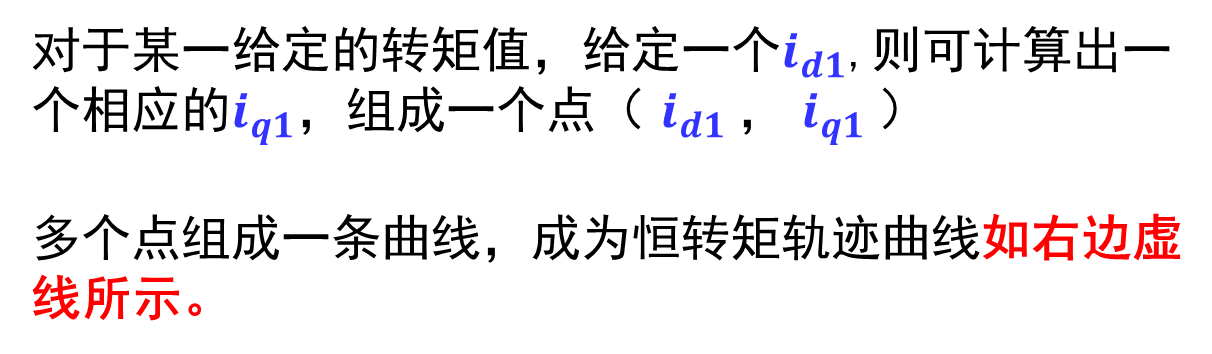 对于某一给定的转矩值，给定一个i_{d1},则可计算出一
个相应的i_{q1}，组成一个点（ i_{d1} ， i_{q1} ）
多个点组成一条曲线，成为恒转矩轨迹曲线如右边虚
线所示。